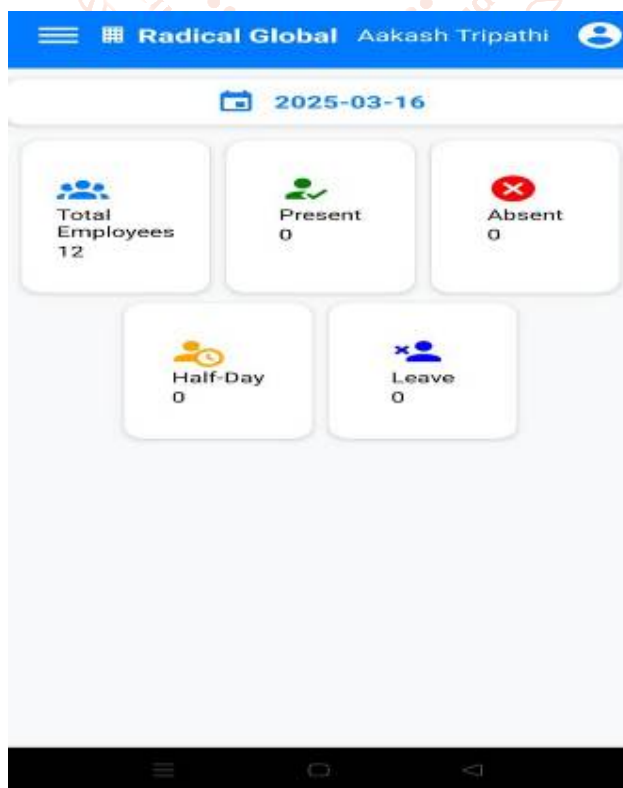 Radical Global Aakash Tripathi
2025-03-16
Total
Employees
12
Present
0
Absent
0
Half-Day
0
Leave
0